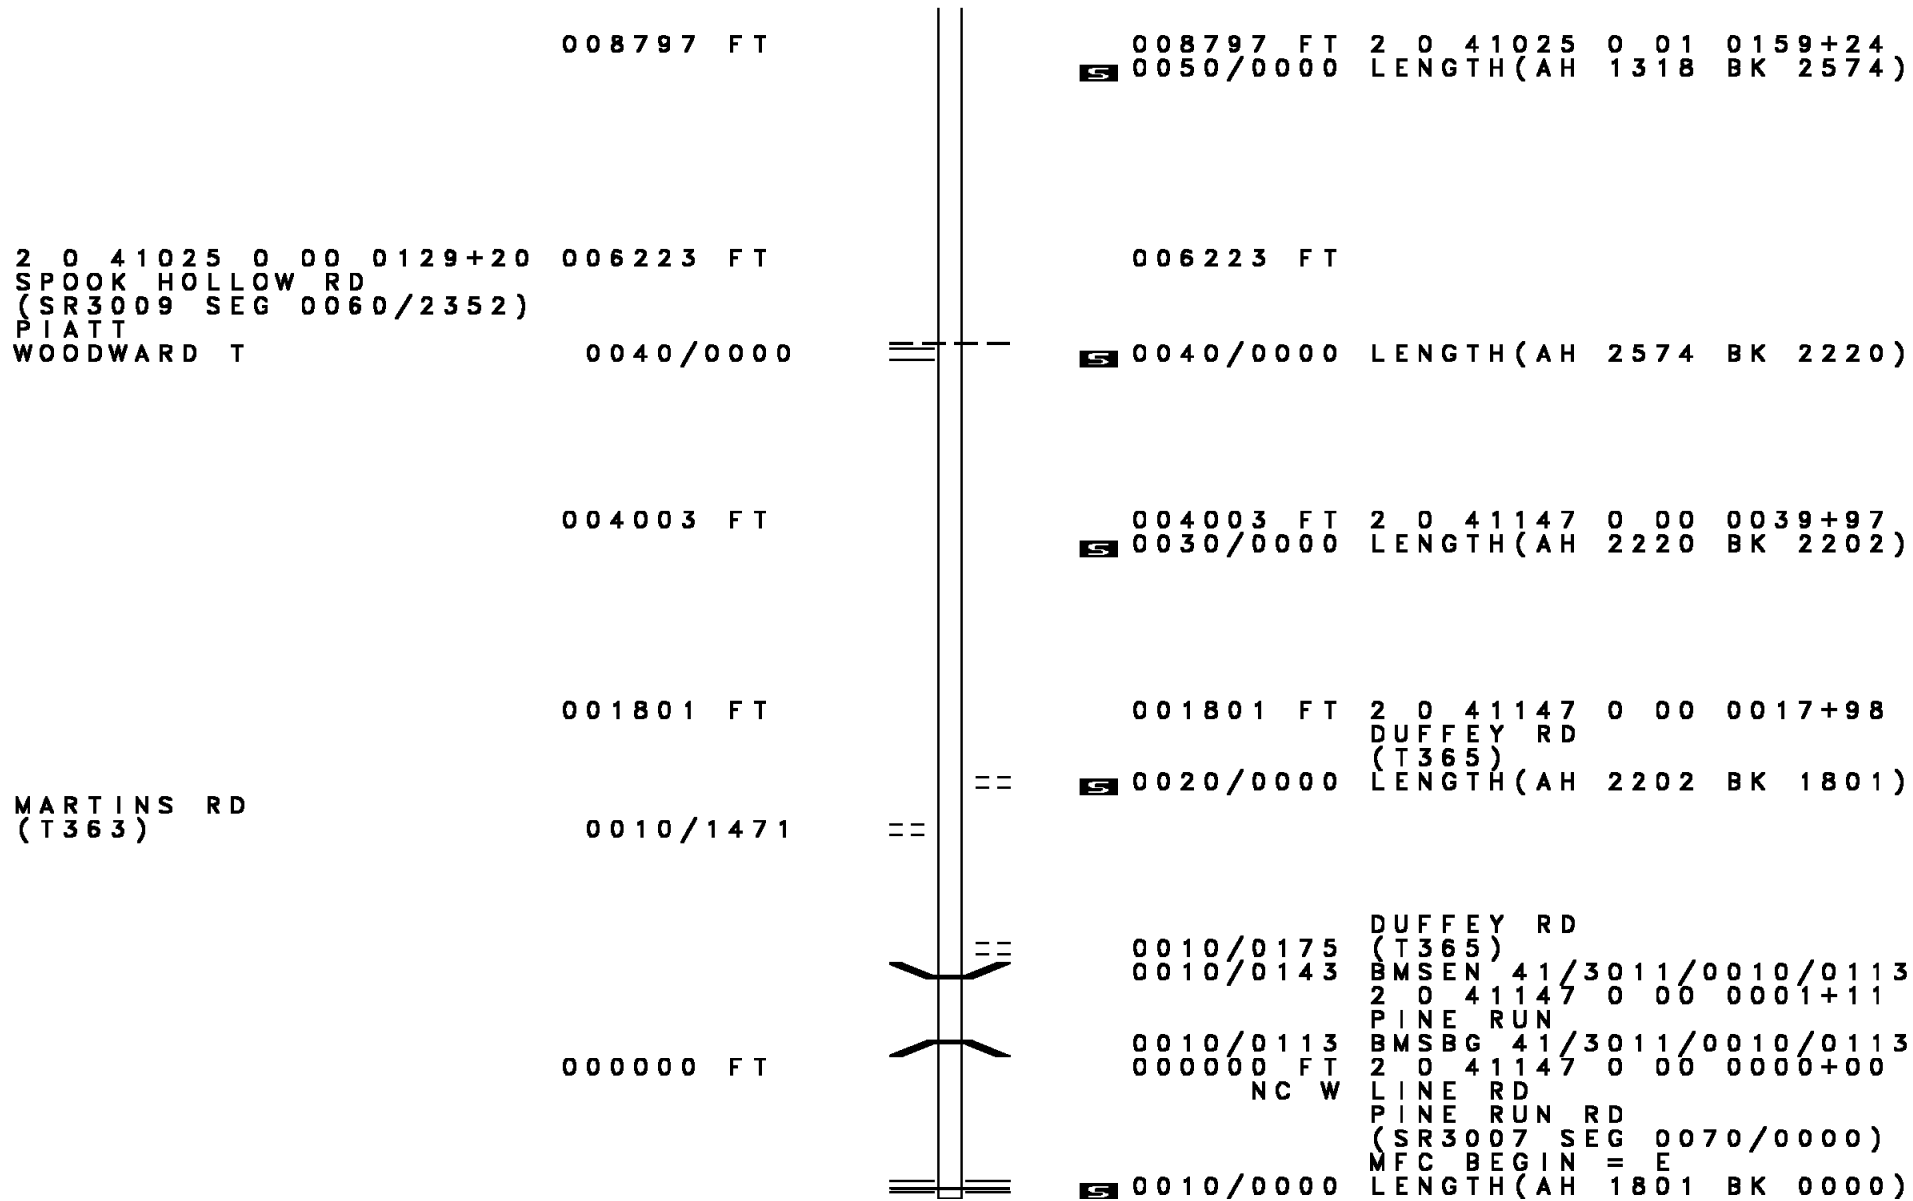 008797 FT 008797 FT 2 0 41025 0 01 0159+24
S 0050/0000 LENGTH(AH 1318 BK 2574)
2 0 41025 0 00 0129+20 006223 FT 006223 FT
SPOOK HOLLOW RD
(SR3009 SEG 0060/2352)
PIATT
WOODWARD T 0040/0000 S 0040/0000 LENGTH(AH 2574 BK 2220)
004003 FT 004003 FT 2 0 41147 0 00 0039+97
S 0030/0000 LENGTH(AH 2220 BK 2202)
001801 FT 001801 FT 2 0 41147 0 00 0017+98
DUFFEY RD
(T365)
S 0020/0000 LENGTH(AH 2202 BK 1801)
MARTINS RD
(T363) 0010/1471
DUFFEY RD
0010/0175 (T365)
0010/0143 BMSEN 41/3011/0010/0113
2 0 41147 0 00 0001+11
PINE RUN
0010/0113 BMSBG 41/3011/0010/0113
000000 FT 000000 FT 2 0 41147 0 00 0000+00
NC W LINE RD
PINE RUN RD
(SR3007 SEG 0070/0000)
MFC BEGIN = E
S 0010/0000 LENGTH(AH 1801 BK 0000)